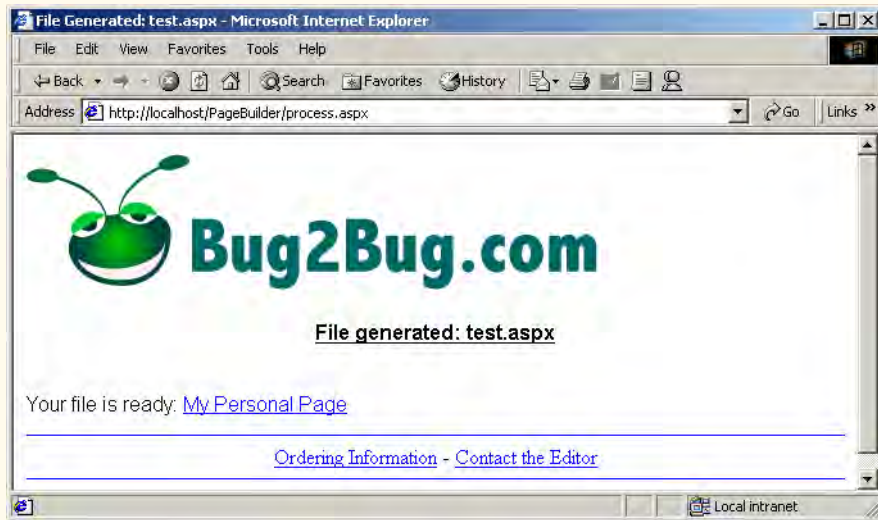 File Generated: test.aspx - Microsoft Internet Explorer
File Edit View Favorites Tools Help
Back Search Favorites History
Address http://localhost/PageBuilder/process.aspx Go Links »
Bug2Bug.com
File generated: test.aspx
Your file is ready: My Personal Page
Ordering Information - Contact the Editor
Local intranet